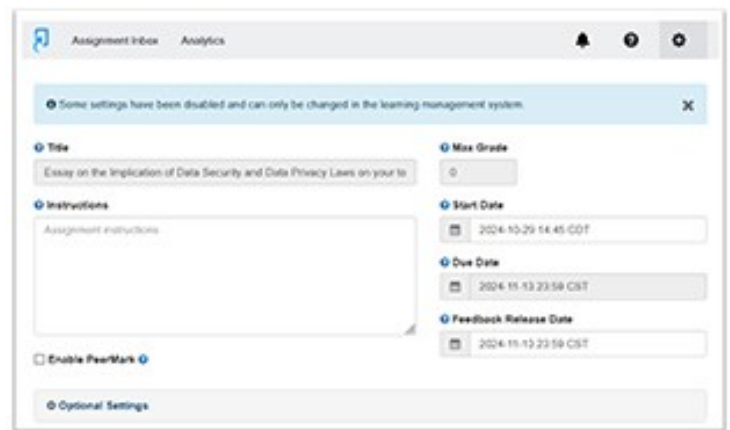 Assignment Inbox Analytics
Some settings have been disabled and can only be changed in the learning management system.
Title
Essay on the Implication of Data Security and Data Privacy Laws on your to
Max Grade
0
Instructions
Assignment instructions
Start Date
2024-10-29 14:45 CDT
Due Date
2024-11-13 23:59 CST
Feedback Release Date
2024-11-13 23:59 CST
Enable PeerMark
Optional Settings